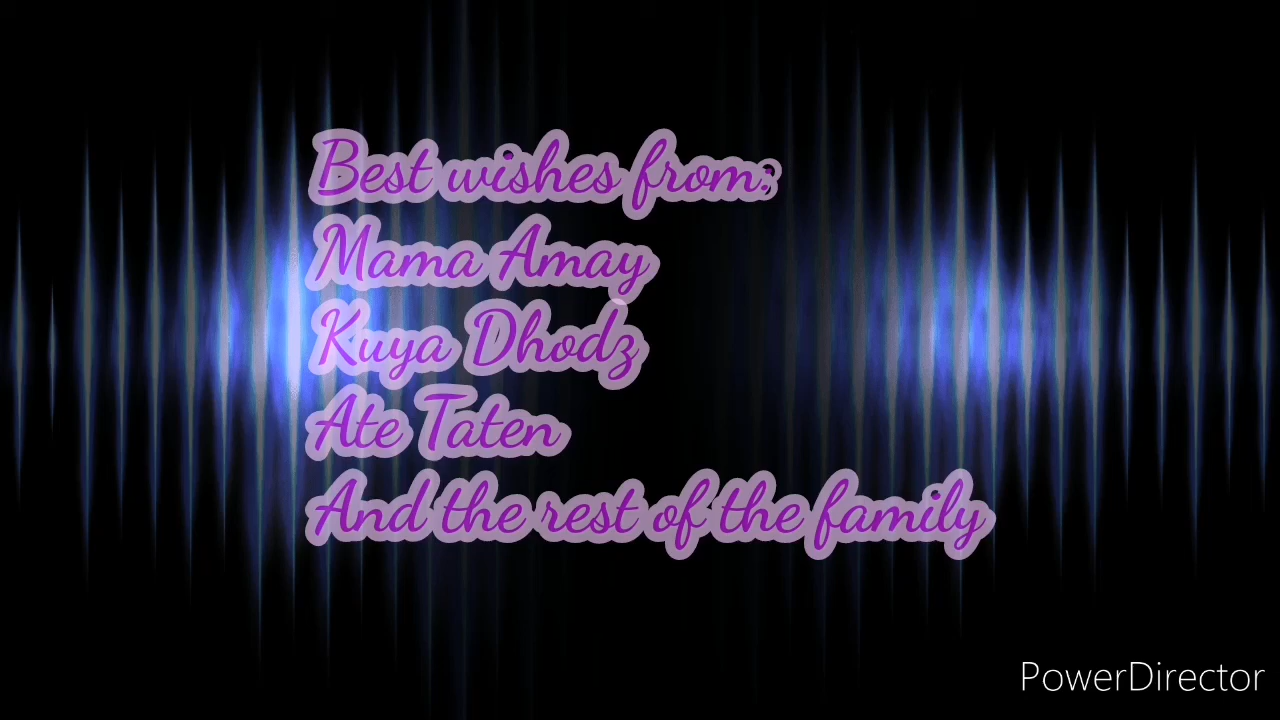 Best wishes from:
Mama Amay
Kuya Dhodz
Ate Taten
And the rest of the family
PowerDirector